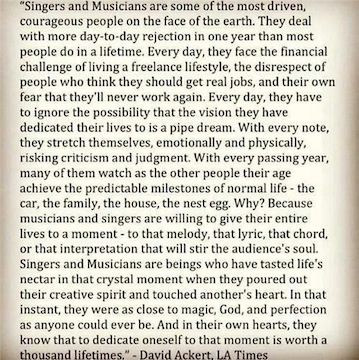 "Singers and Musicians are some of the most driven,
courageous people on the face of the earth. They deal
with more day-to-day rejection in one year than most
people do in a lifetime. Every day, they face the financial
challenge of living a freelance lifestyle, the disrespect of
people who think they should get real jobs, and their own
fear that they'll never work again. Every day, they have
to ignore the possibility that the vision they have
dedicated their lives to is a pipe dream. With every note,
they stretch themselves, emotionally and physically,
risking criticism and judgment. With every passing year,
many of them watch as the other people their age
achieve the predictable milestones of normal life - the
car, the family, the house, the nest egg. Why? Because
musicians and singers are willing to give their entire
lives to a moment - to that melody, that lyric, that chord,
or that interpretation that will stir the audience's soul.
Singers and Musicians are beings who have tasted life's
nectar in that crystal moment when they poured out
their creative spirit and touched another's heart. In that
instant, they were as close to magic, God, and perfection
as anyone could ever be. And in their own hearts, they
know that to dedicate oneself to that moment is worth a
thousand lifetimes." - David Ackert, LA Times